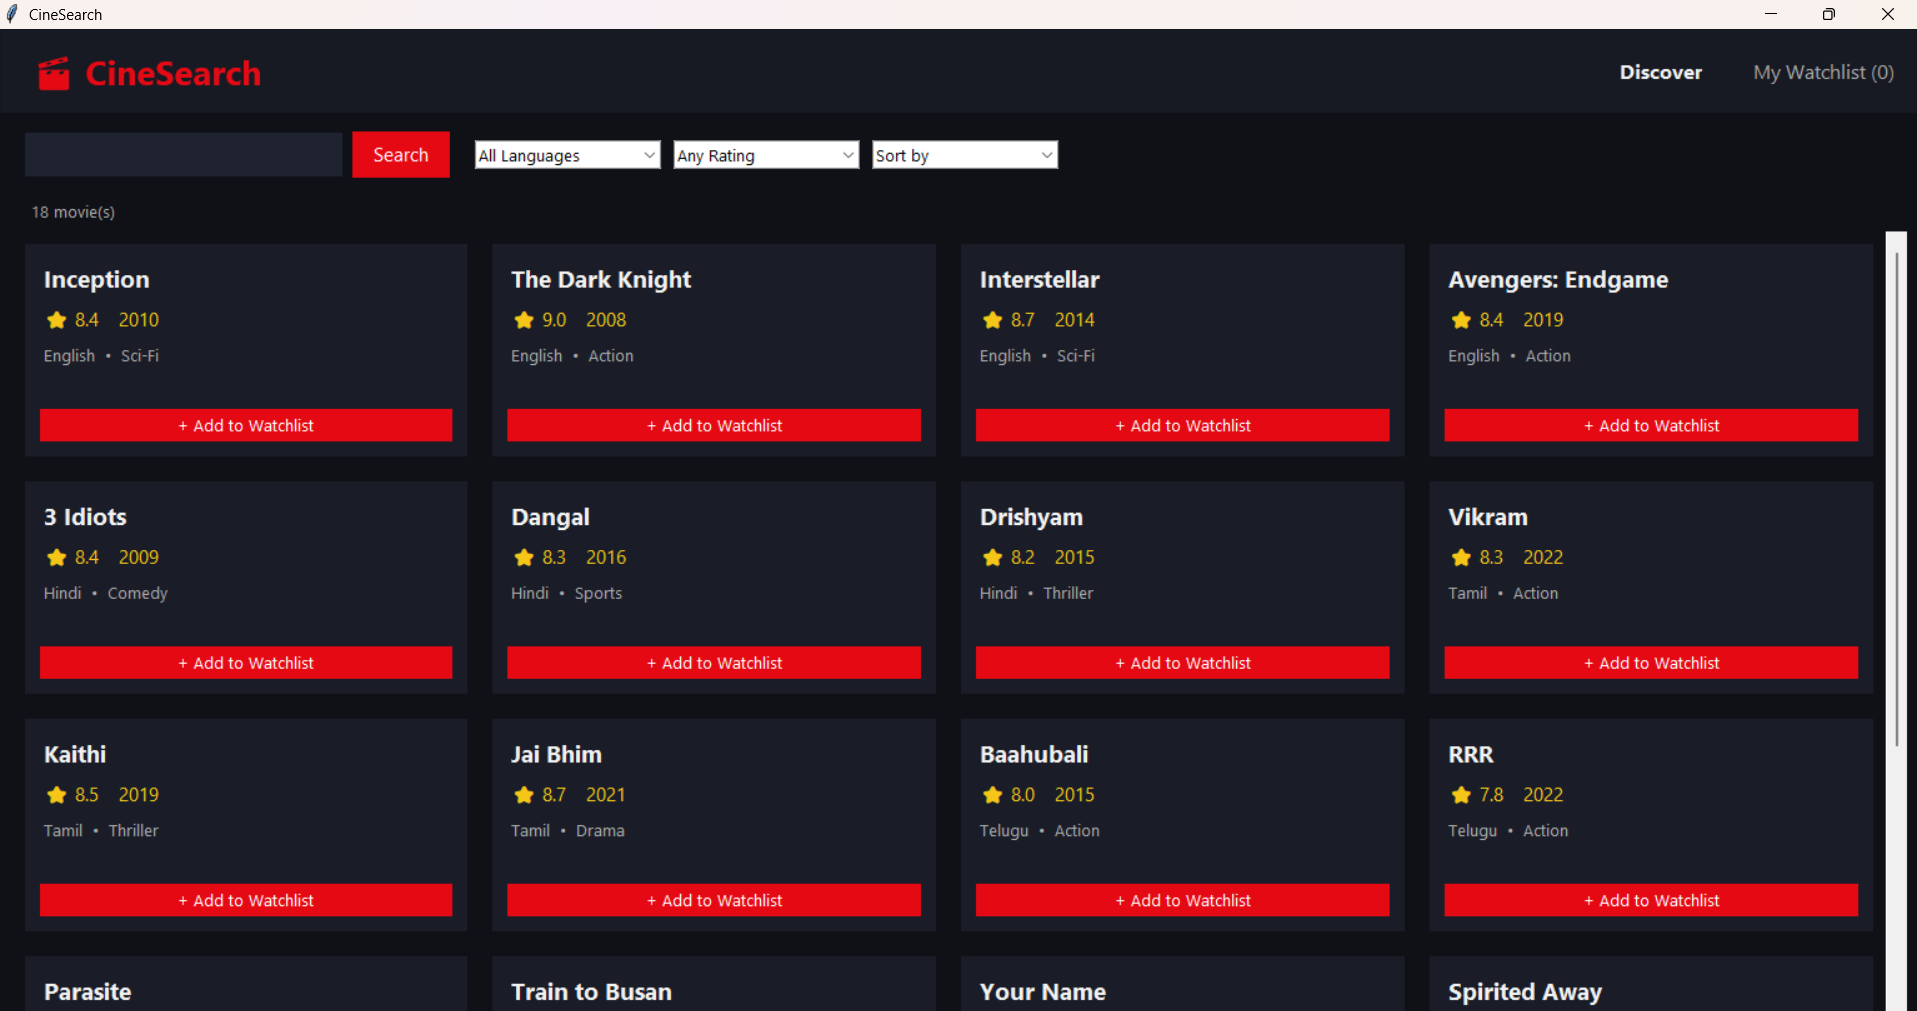 CineSearch
CineSearch
Discover My Watchlist (0)
Search All Languages Any Rating Sort by
18 movie(s)
Inception
8.4 2010
English • Sci-Fi
+ Add to Watchlist
The Dark Knight
9.0 2008
English • Action
+ Add to Watchlist
Interstellar
8.7 2014
English • Sci-Fi
+ Add to Watchlist
Avengers: Endgame
8.4 2019
English • Action
+ Add to Watchlist
3 Idiots
8.4 2009
Hindi • Comedy
+ Add to Watchlist
Dangal
8.3 2016
Hindi • Sports
+ Add to Watchlist
Drishyam
8.2 2015
Hindi • Thriller
+ Add to Watchlist
Vikram
8.3 2022
Tamil • Action
+ Add to Watchlist
Kaithi
8.5 2019
Tamil • Thriller
+ Add to Watchlist
Jai Bhim
8.7 2021
Tamil • Drama
+ Add to Watchlist
Baahubali
8.0 2015
Telugu • Action
+ Add to Watchlist
RRR
7.8 2022
Telugu • Action
+ Add to Watchlist
Parasite
Train to Busan
Your Name
Spirited Away